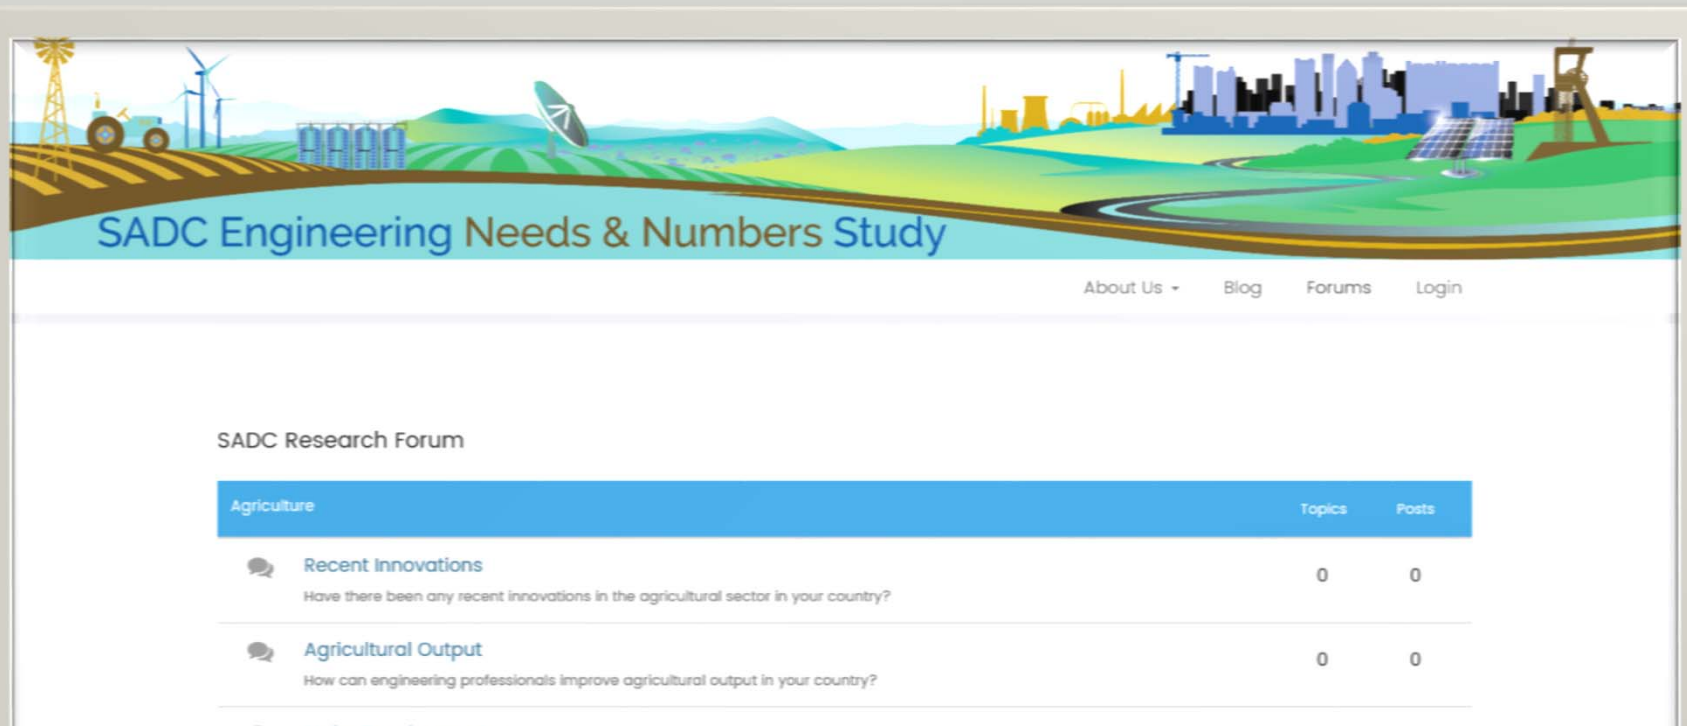 SADC Engineering Needs & Numbers Study
About Us Blog Forums Login
SADC Research Forum
Agriculture Topics Posts
Recent Innovations 0 0
Have there been any recent innovations in the agricultural sector in your country?
Agricultural Output 0 0
How can engineering professionals improve agricultural output in your country?